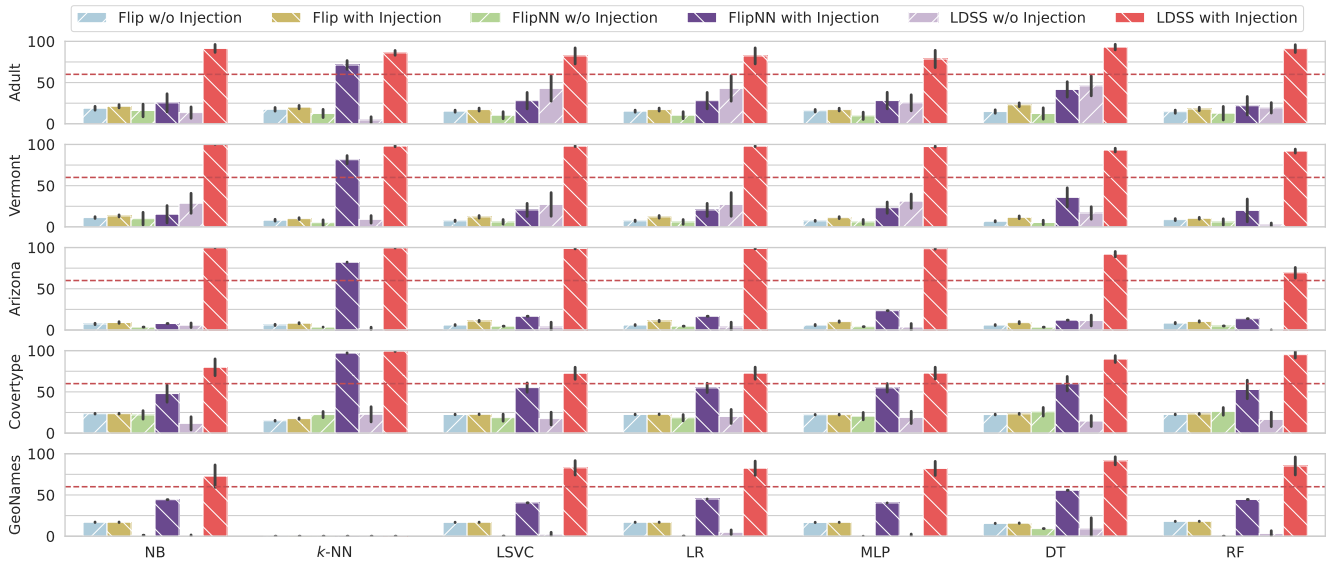 Flip w/o Injection Flip with Injection FlipNN w/o Injection FlipNN with Injection LDSS w/o Injection LDSS with Injection
Adult
100
50
0
Vermont
100
50
0
Arizona
100
50
0
Covertype
100
50
0
GeoNames
100
50
0
NB k-NN LSVC LR MLP DT RF